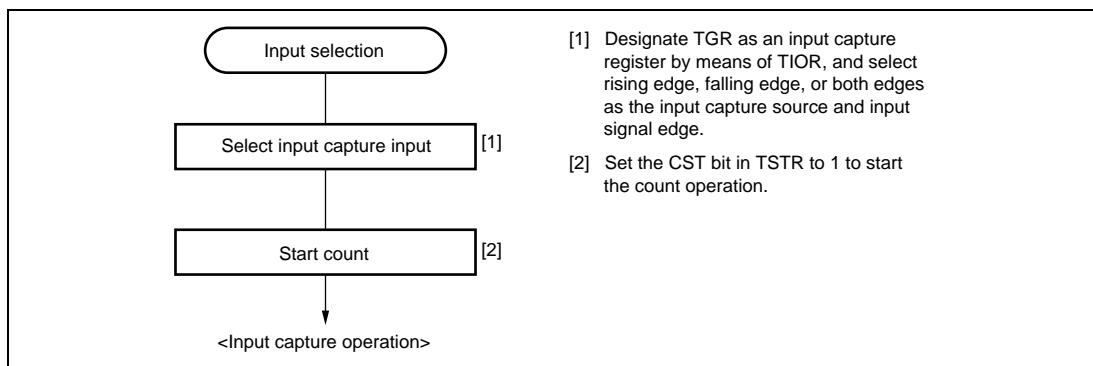 Input selection
Select input capture input
[1]
Start count
[2]
<Input capture operation>
[1] Designate TGR as an input capture
register by means of TIOR, and select
rising edge, falling edge, or both edges
as the input capture source and input
signal edge.
[2] Set the CST bit in TSTR to 1 to start
the count operation.